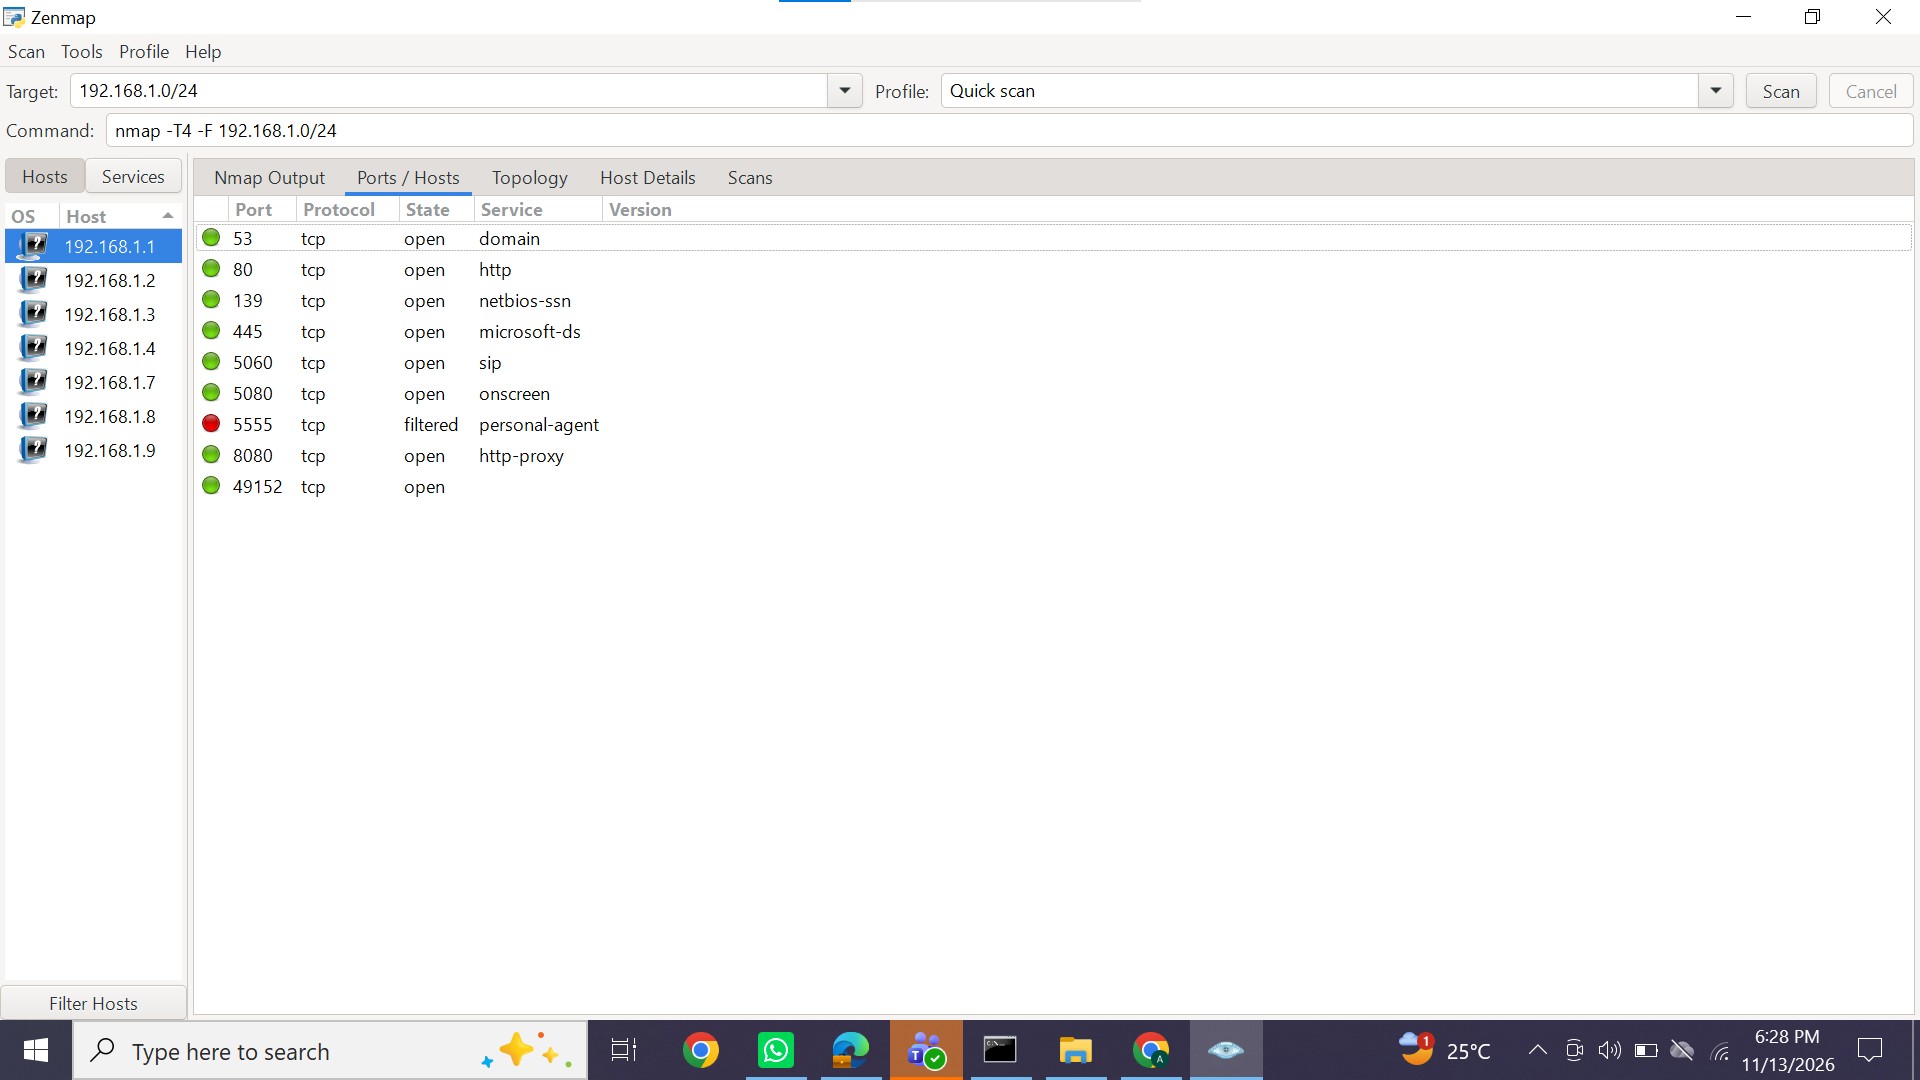 Zenmap
Scan Tools Profile Help
Target: 192.168.1.0/24 Profile: Quick scan Scan Cancel
Command: nmap -T4 -F 192.168.1.0/24
Hosts Services
Nmap Output Ports / Hosts Topology Host Details Scans
OS Host
192.168.1.1
192.168.1.2
192.168.1.3
192.168.1.4
192.168.1.7
192.168.1.8
192.168.1.9
Filter Hosts
Port Protocol State Service Version
53 tcp open domain
80 tcp open http
139 tcp open netbios-ssn
445 tcp open microsoft-ds
5060 tcp open sip
5080 tcp open onscreen
5555 tcp filtered personal-agent
8080 tcp open http-proxy
49152 tcp open
Type here to search
T
A
1
25°C
6:28 PM
11/13/2026